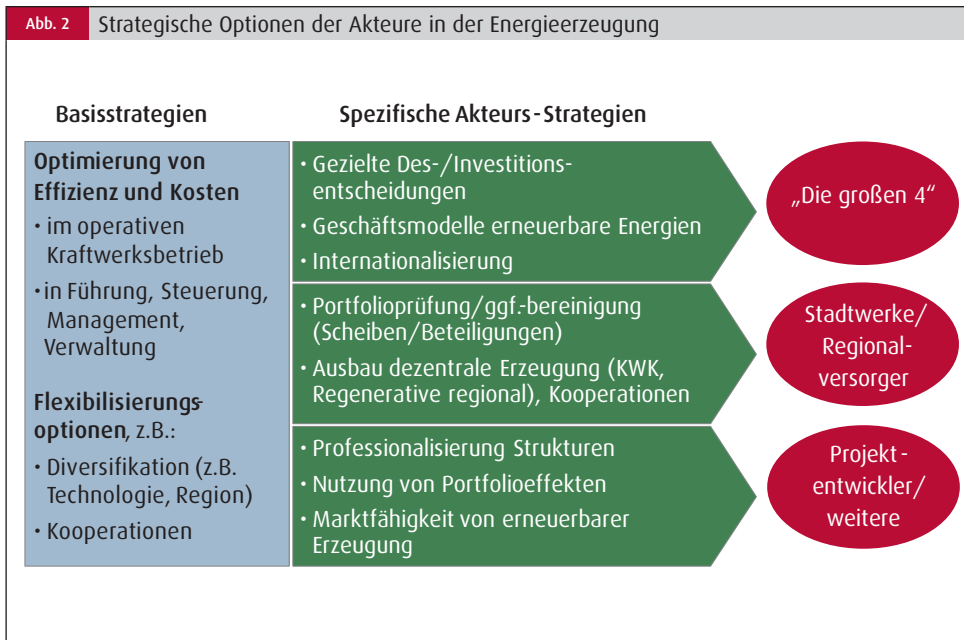 Abb. 2 Strategische Optionen der Akteure in der Energieerzeugung
Basisstrategien
Optimierung von
Effizienz und Kosten
• im operativen
Kraftwerksbetrieb
• in Führung, Steuerung,
Management,
Verwaltung
Flexibilisierungs-
optionen, z.B.:
• Diversifikation (z.B.
Technologie, Region)
• Kooperationen
Spezifische Akteurs-Strategien
• Gezielte Des-/Investitions-
entscheidungen
• Geschäftsmodelle erneuerbare Energien
• Internationalisierung
„Die großen 4“
• Portfolioprüfung/ggf.-bereinigung
(Scheiben/Beteiligungen)
• Ausbau dezentrale Erzeugung (KWK,
Regenerative regional), Kooperationen
Stadtwerke/
Regional-
versorger
• Professionalisierung Strukturen
• Nutzung von Portfolioeffekten
• Marktfähigkeit von erneuerbarer
Erzeugung
Projekt-
entwickler/
weitere